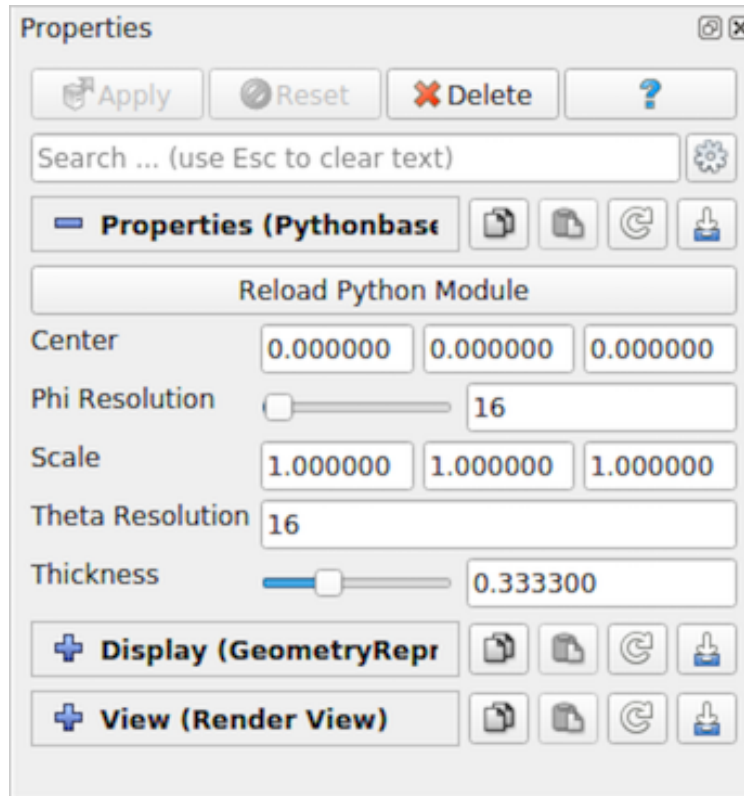 Properties
Apply Reset Delete ?
Search ... (use Esc to clear text)
Properties (Pythonbase
Reload Python Module
Center 0.000000 0.000000 0.000000
Phi Resolution 16
Scale 1.000000 1.000000 1.000000
Theta Resolution 16
Thickness 0.333300
Display (GeometryRepr
View (Render View)